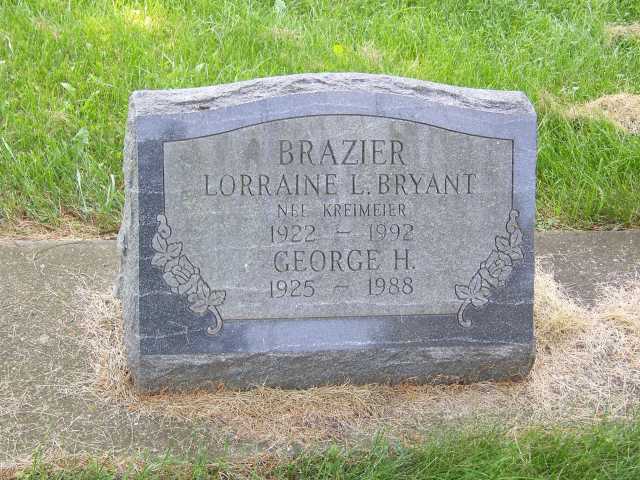 BRAZIER
LORRAINE L. BRYANT
NEE KREIMEIER
1922 – 1992
GEORGE H.
1925 – 1988